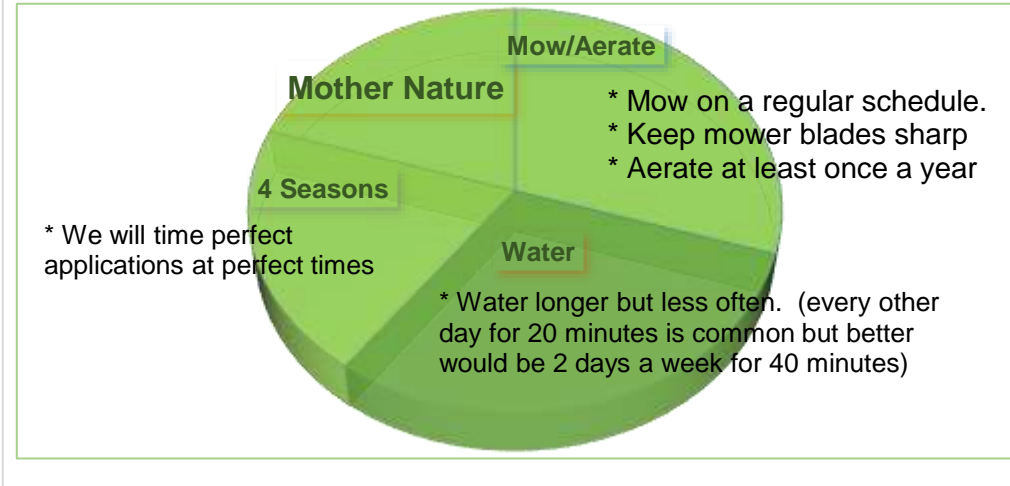 Mow/Aerate
Mother Nature
* Mow on a regular schedule.
* Keep mower blades sharp
* Aerate at least once a year
4 Seasons
* We will time perfect
applications at perfect times
Water
* Water longer but less often.  (every other
day for 20 minutes is common but better
would be 2 days a week for 40 minutes)